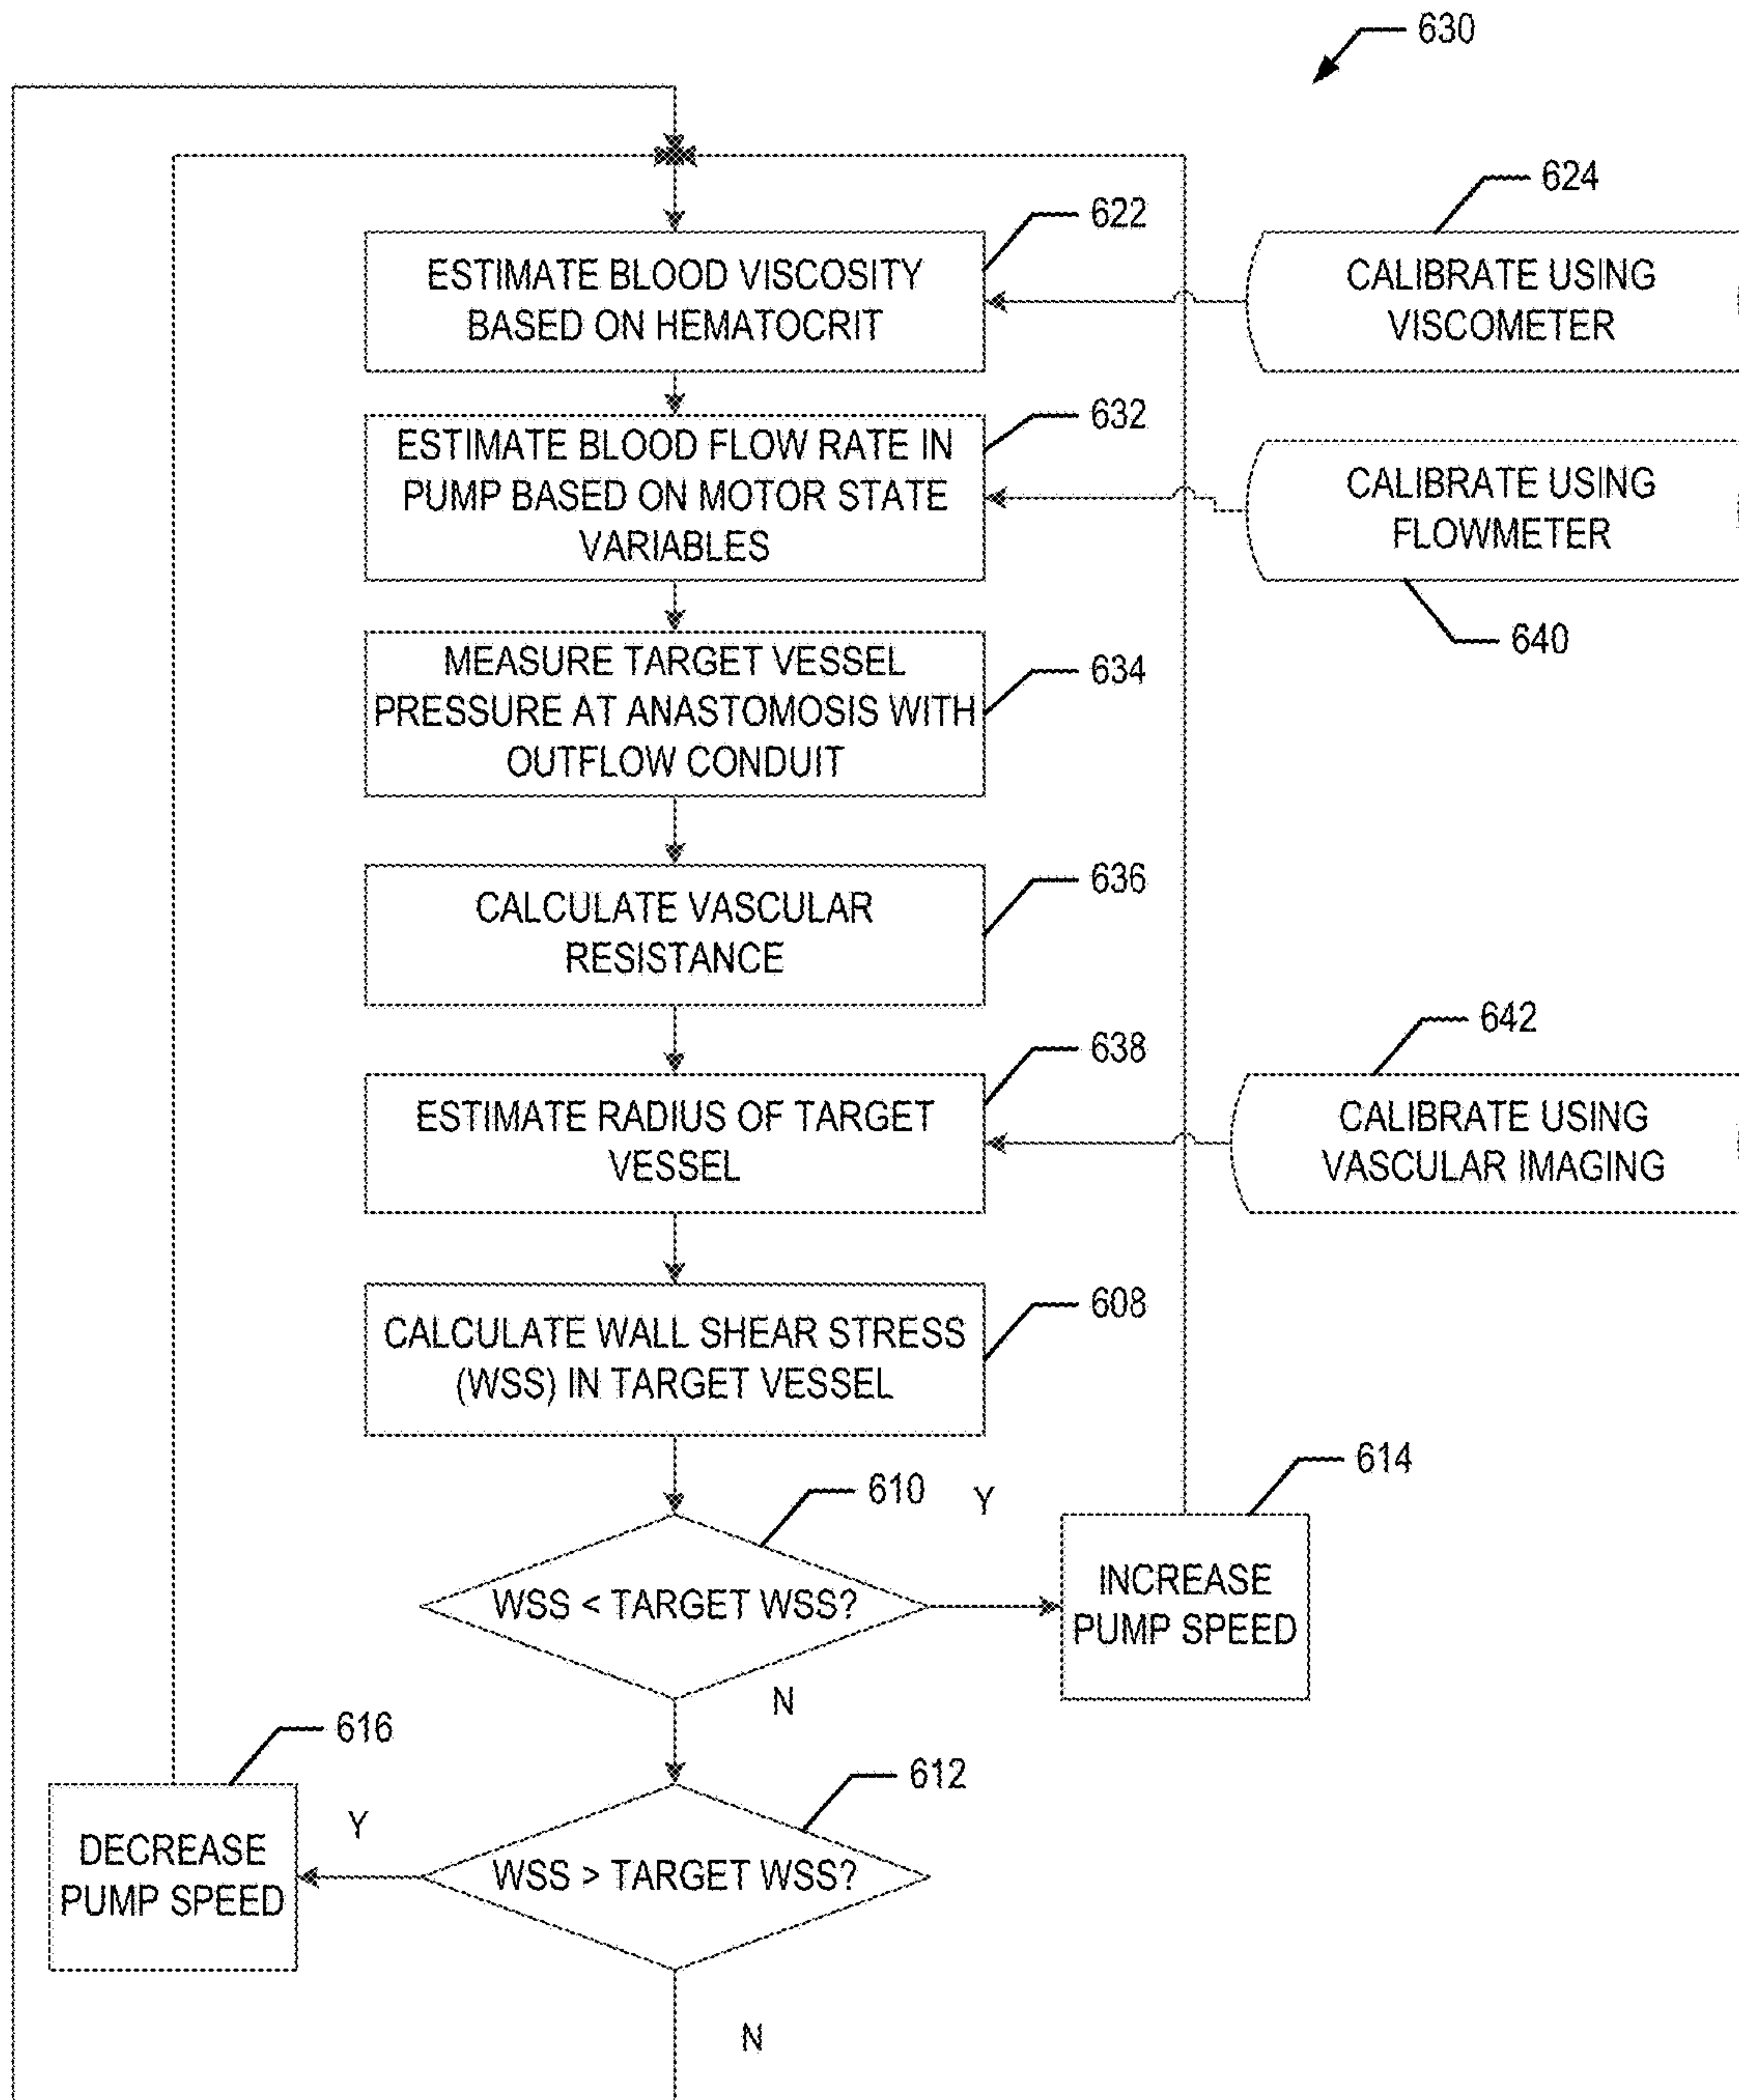 630
624
622
ESTIMATE BLOOD VISCOSITY
BASED ON HEMATOCRIT
CALIBRATE USING
VISCOMETER
632
ESTIMATE BLOOD FLOW RATE IN
PUMP BASED ON MOTOR STATE
VARIABLES
CALIBRATE USING
FLOWMETER
640
MEASURE TARGET VESSEL
PRESSURE AT ANASTOMOSIS WITH
OUTFLOW CONDUIT
634
CALCULATE VASCULAR
RESISTANCE
636
642
638
ESTIMATE RADIUS OF TARGET
VESSEL
CALIBRATE USING
VASCULAR IMAGING
608
CALCULATE WALL SHEAR STRESS
(WSS) IN TARGET VESSEL
614
610
Y
WSS < TARGET WSS?
INCREASE
PUMP SPEED
N
616
612
Y
DECREASE
PUMP SPEED
WSS > TARGET WSS?
N